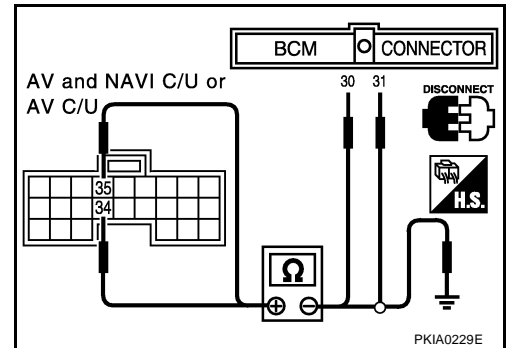 BCM
CONNECTOR
AV and NAVI C/U or
AV C/U
30 31
DISCONNECT
H.S.
35
34
Ω
+ −
PKIA0229E